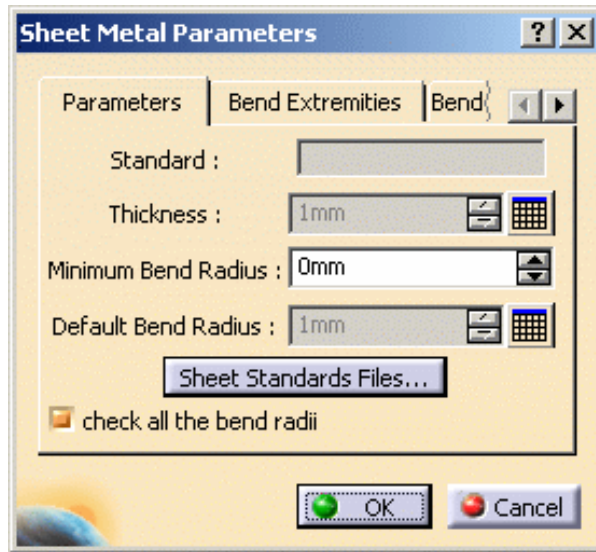 Sheet Metal Parameters ? X
Parameters Bend Extremities Bend
Standard :
Thickness : 1mm
Minimum Bend Radius : 0mm
Default Bend Radius : 1mm
Sheet Standards Files...
check all the bend radii
OK Cancel